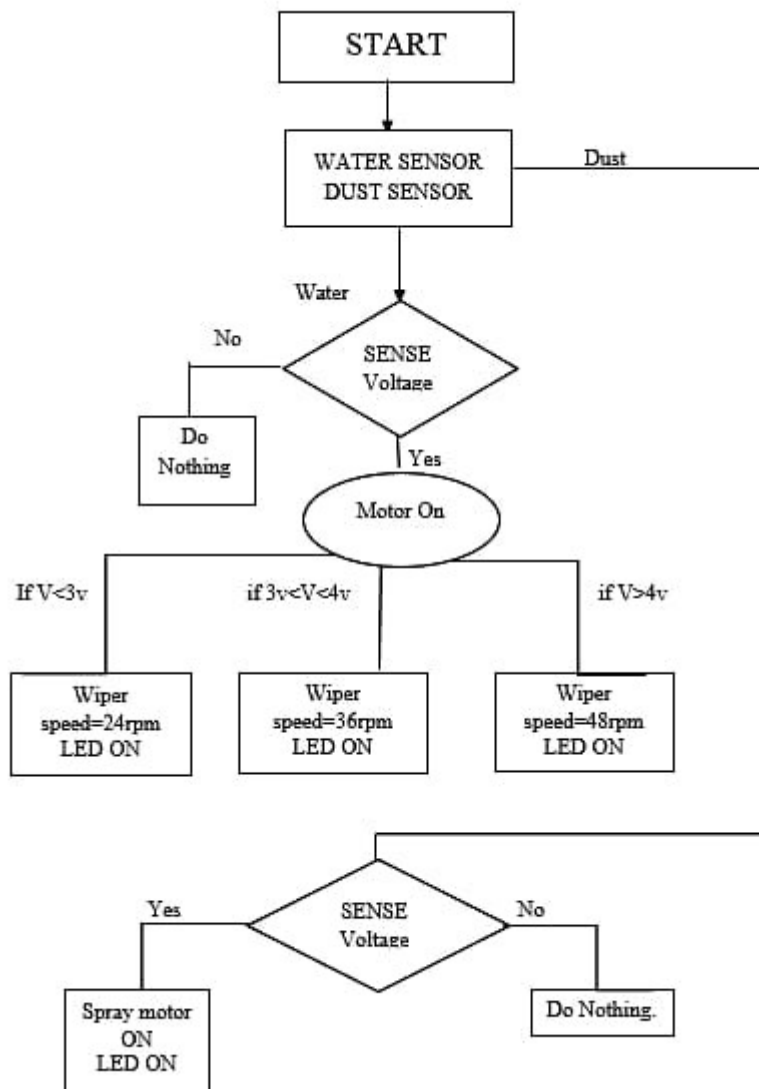 START
WATER SENSOR
DUST SENSOR
Dust
Water
No
SENSE
Voltage
Do
Nothing
Yes
Motor On
If V<3v
if 3v<V<4v
if V>4v
Wiper
speed=24rpm
LED ON
Wiper
speed=36rpm
LED ON
Wiper
speed=48rpm
LED ON
Yes
SENSE
Voltage
No
Spray motor
ON
LED ON
Do Nothing.